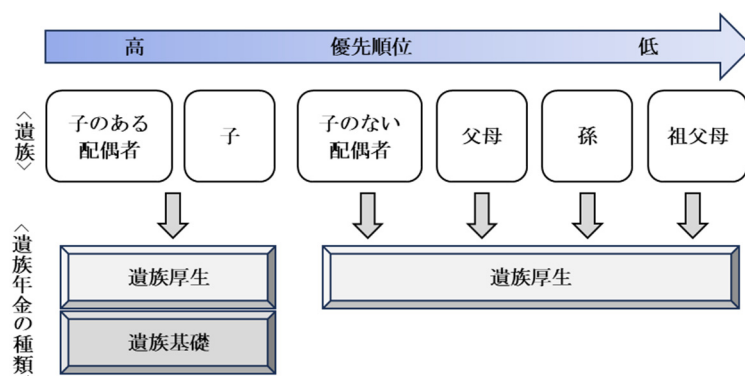 高 優先順位 低
〈遺族〉
子のある
配偶者
子
子のない
配偶者
父母
孫
祖父母
〈遺族年金の種類
遺族厚生
遺族基礎
遺族厚生